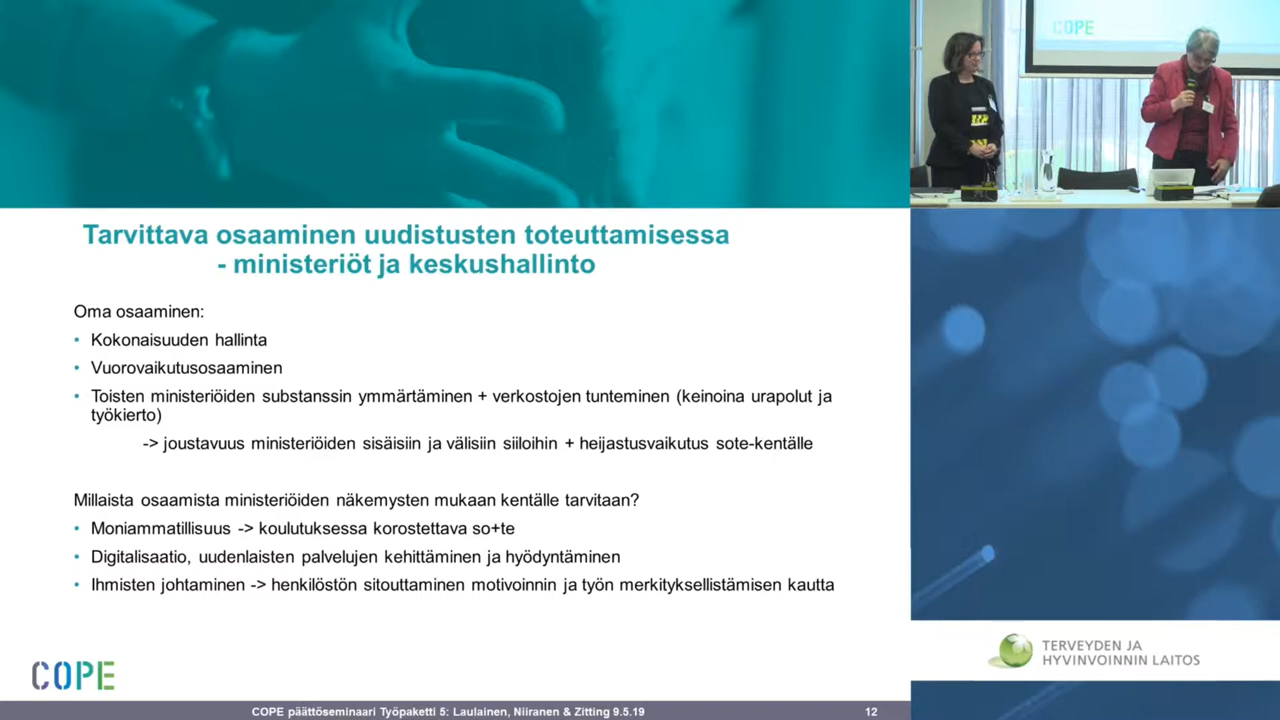 COPE
Tarvittava osaaminen uudistusten toteuttamisessa
- ministeriöt ja keskushallinto
Oma osaaminen:
• Kokonaisuuden hallinta
• Vuorovaikutusosaaminen
• Toisten ministeriöiden substanssin ymmärtäminen + verkostojen tunteminen (keinoina urapolut ja
työkierto)
-> joustavuus ministeriöiden sisäisiin ja välisiin siiloihin + heijastusvaikutus sote-kentälle
Millaista osaamista ministeriöiden näkemysten mukaan kentälle tarvitaan?
• Moniammatillisuus -> koulutuksessa korostettava so+te
• Digitalisaatio, uudenlaisten palvelujen kehittäminen ja hyödyntäminen
• Ihmisten johtaminen -> henkilöstön sitouttaminen motivoinnin ja työn merkityksellistämisen kautta
TERVEYDEN JA
HYVINVOINNIN LAITOS
COPE
COPE päättöseminaari Työpaketti 5: Laulainen, Niiranen & Zitting 9.5.19
12